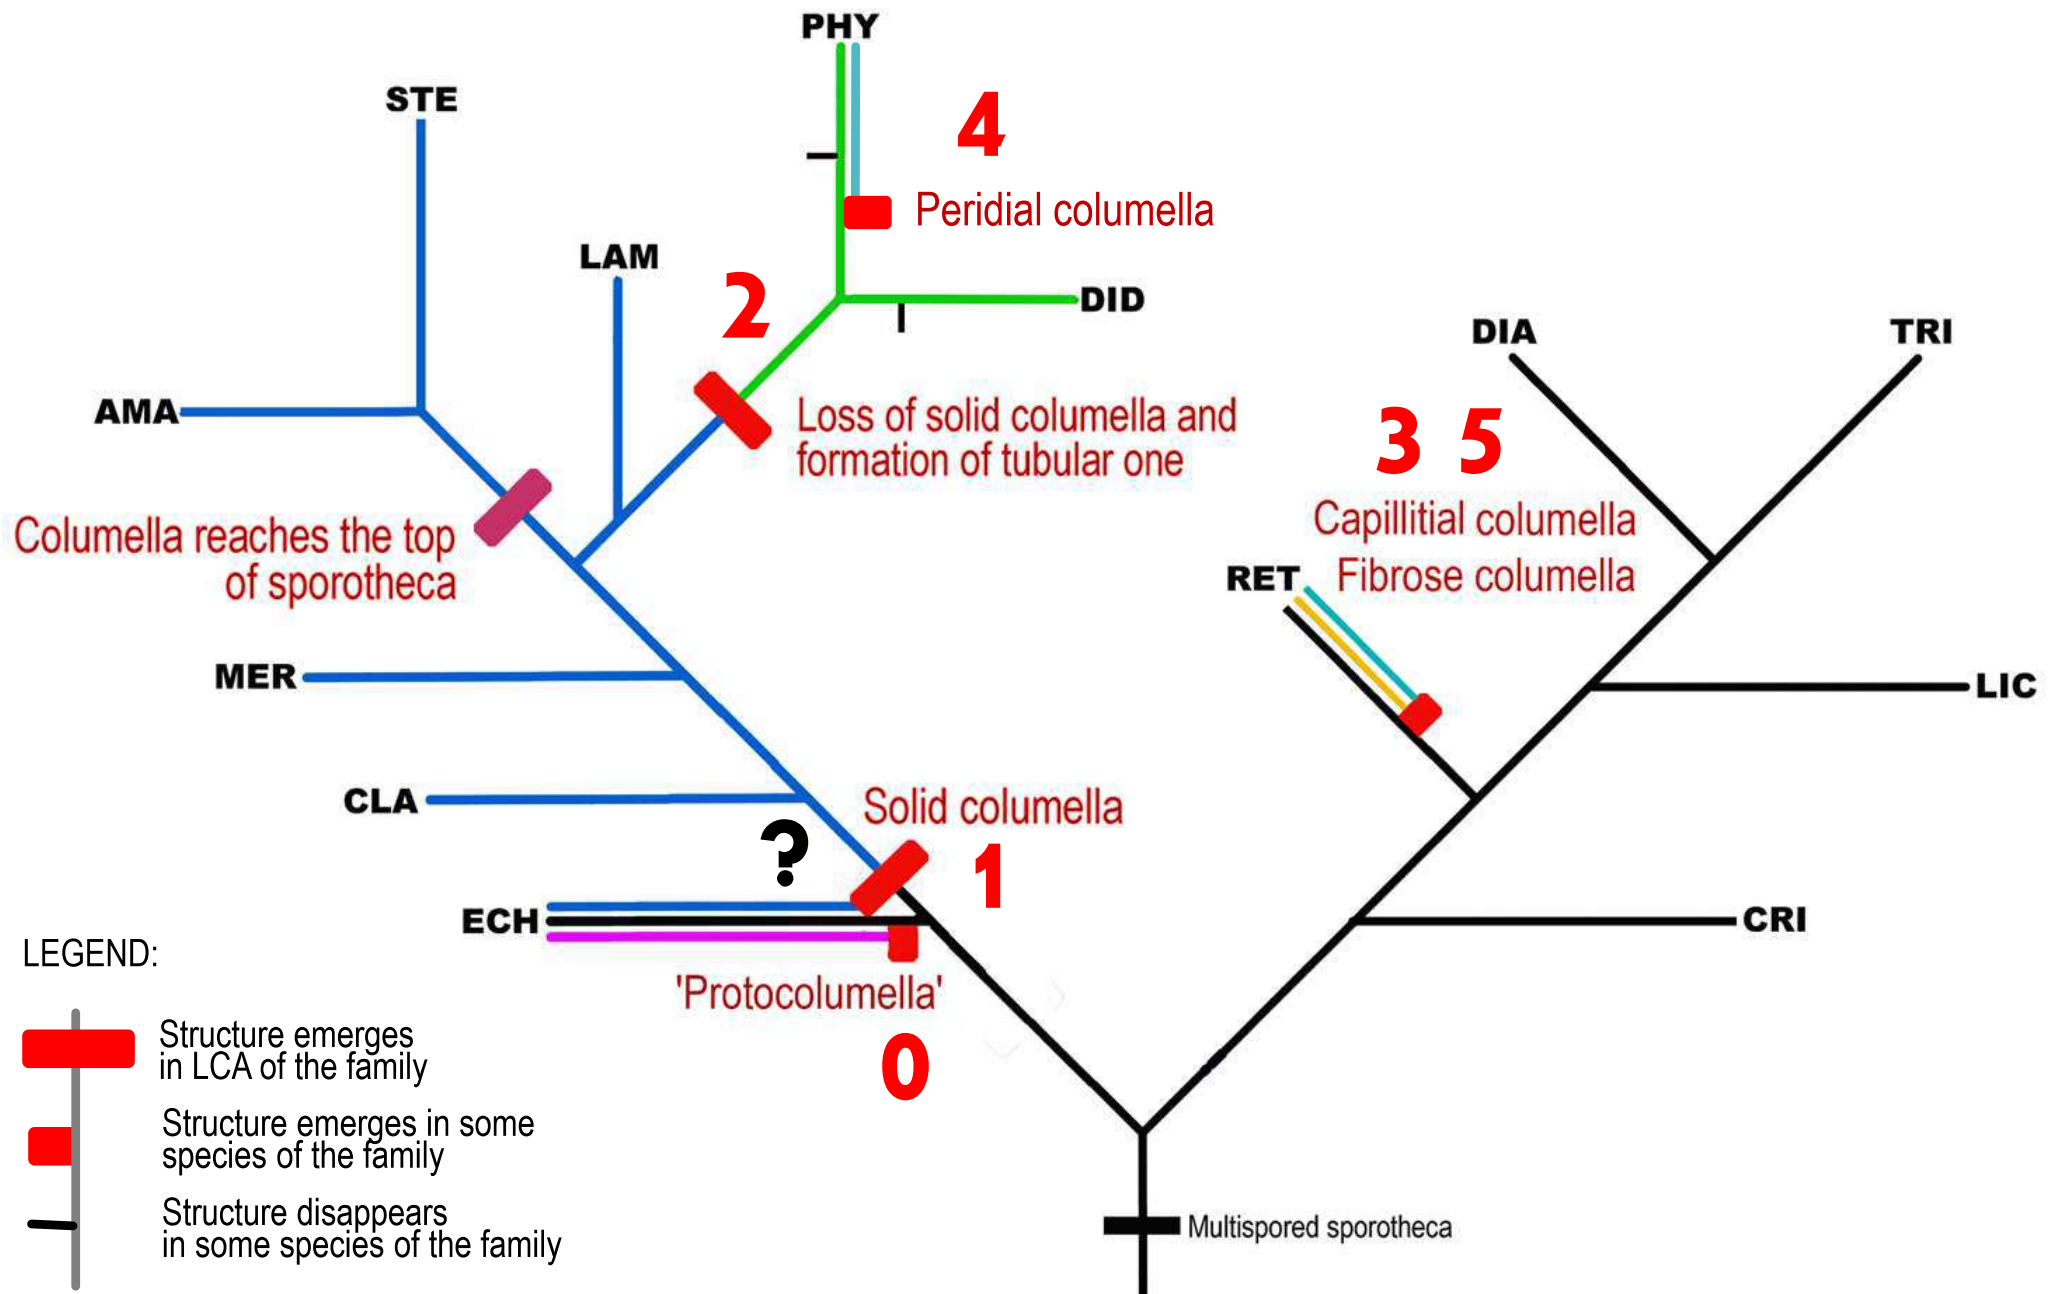 PHY
STE
4
Peridial columella
LAM
2
DID
DIA
TRI
AMA
Loss of solid columella and
formation of tubular one
3 5
Capillitial columella
Columella reaches the top
of sporotheca
RET
Fibrose columella
MER
LIC
CLA
Solid columella
?
1
ECH
CRI
'Protocolumella'
0
LEGEND:
Structure emerges
in LCA of the family
Structure emerges in some
species of the family
Structure disappears
in some species of the family
Multispored sporotheca